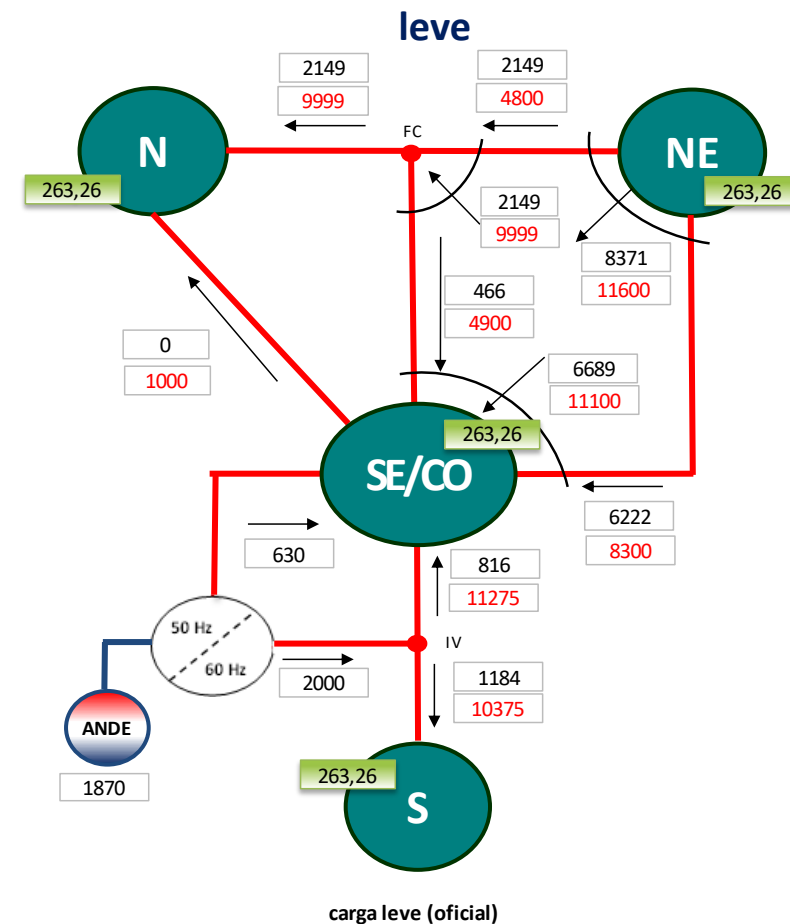 leve
2149
9999
2149
4800
FC
N
NE
263,26
263,26
2149
9999
8371
11600
466
4900
0
1000
6689
11100
263,26
SE/CO
6222
8300
630
816
11275
50 Hz
60 Hz
IV
2000
1184
10375
ANDE
1870
263,26
S
carga leve (oficial)